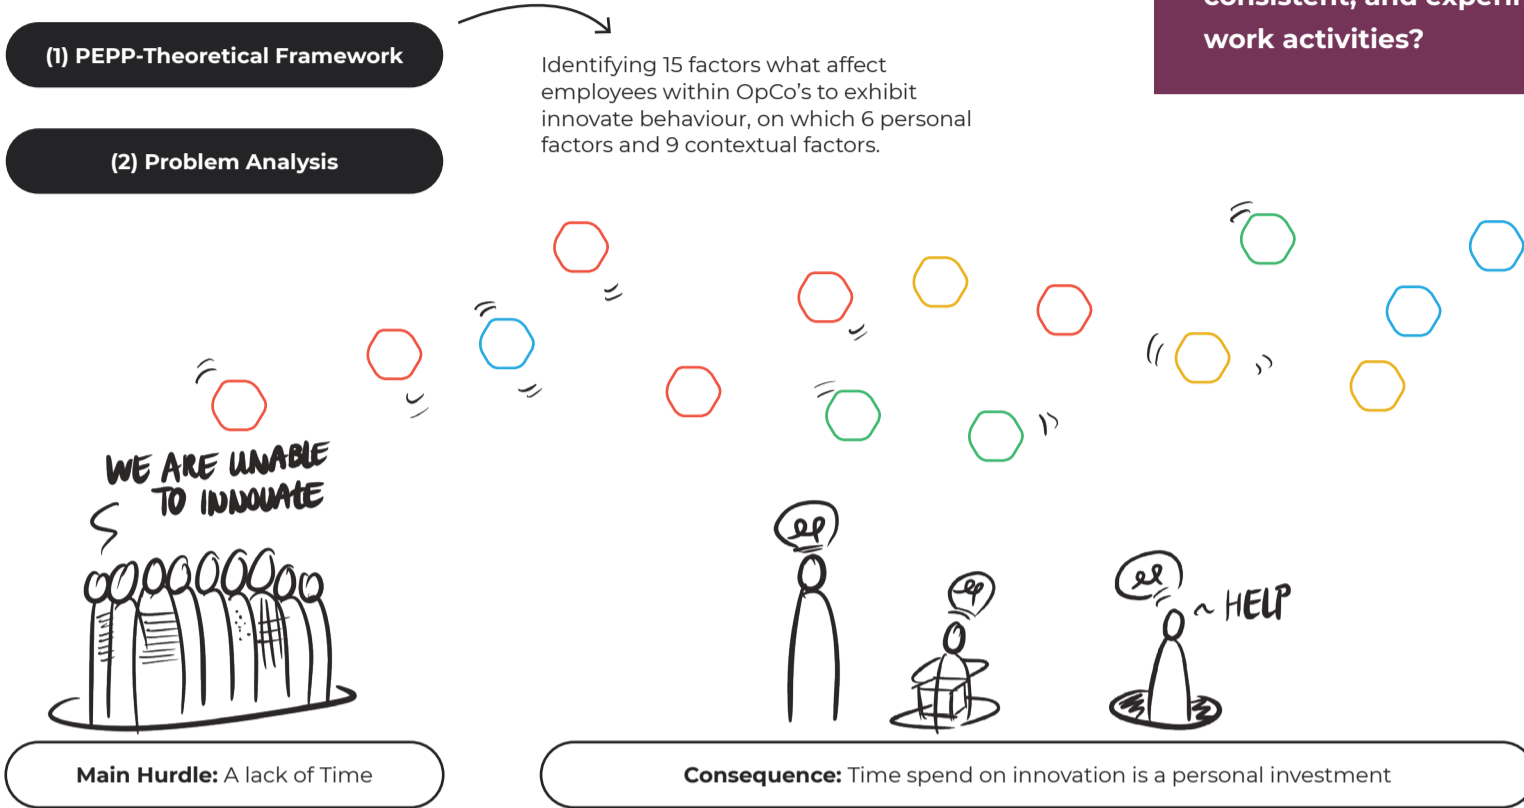 (1) PEPP-Theoretical Framework
Identifying 15 factors what affect
employees within OpCo's to exhibit
innovate behaviour, on which 6 personal
factors and 9 contextual factors.
work activities?
(2) Problem Analysis
WE ARE UNABLE
TO INNOVATE
HELP
Main Hurdle: A lack of Time
Consequence: Time spend on innovation is a personal investment